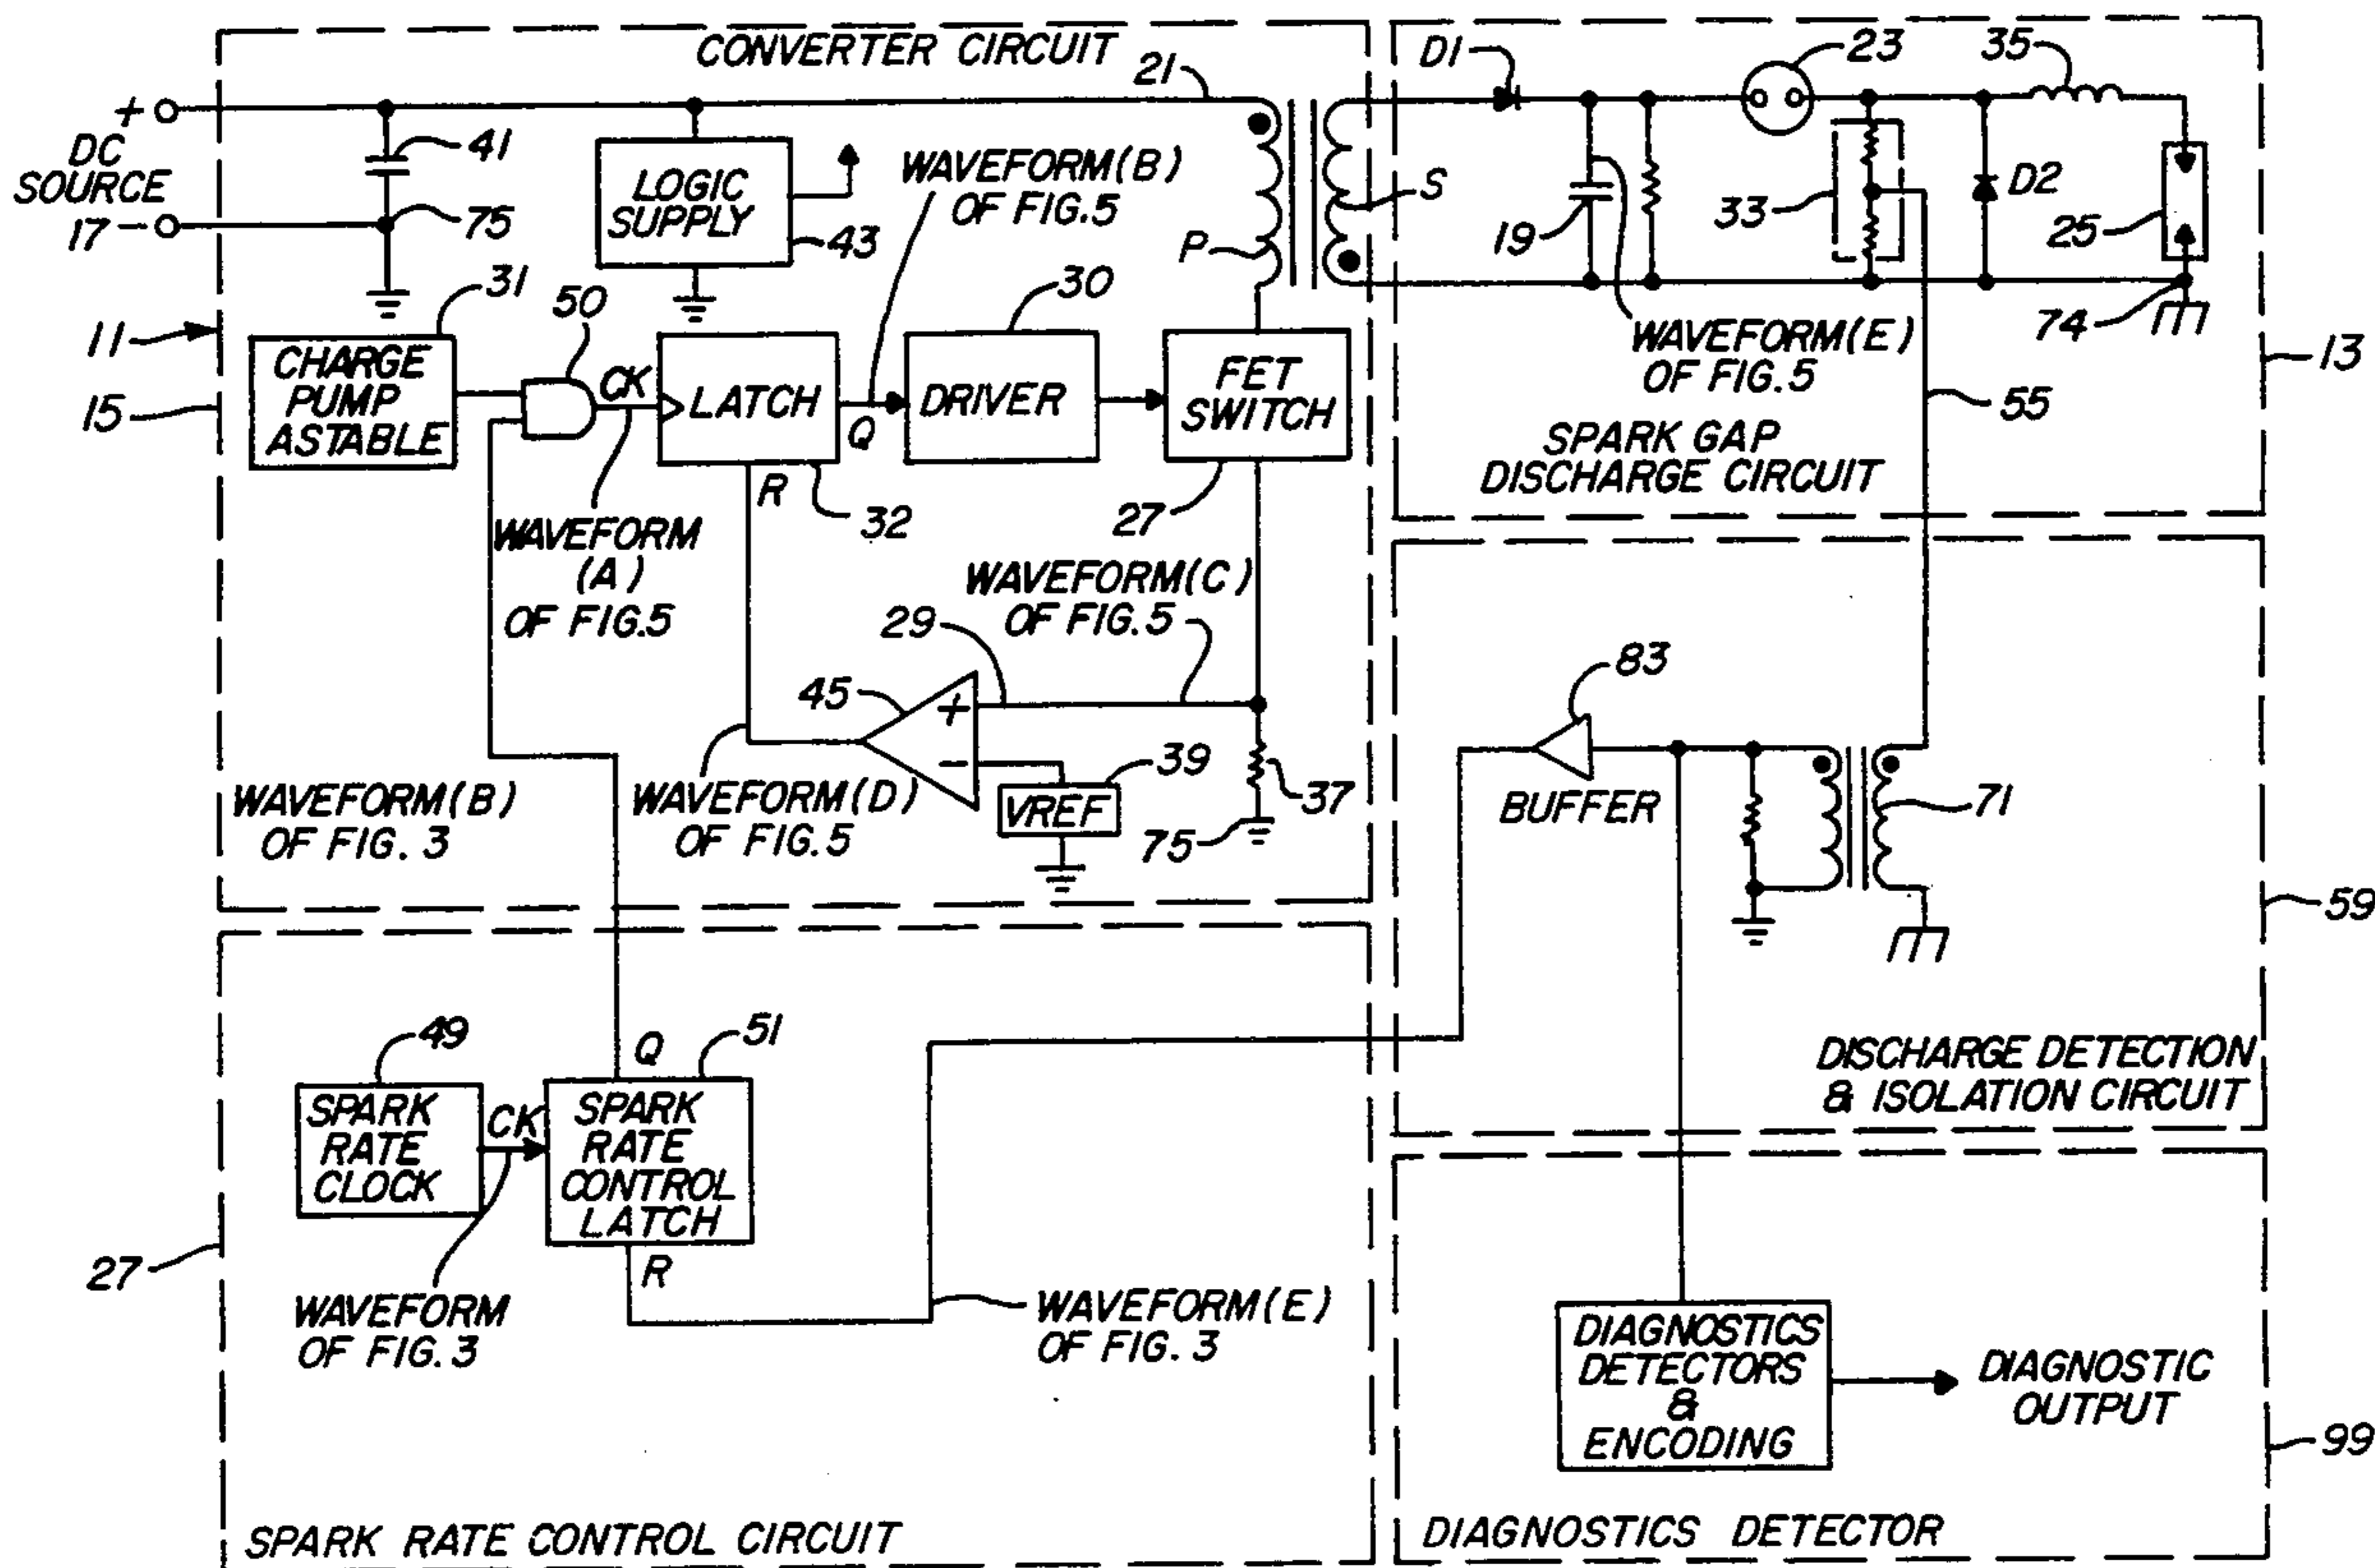 CONVERTER CIRCUIT
21
D1
23
35
+
DC
SOURCE
17 -
41
75
LOGIC
SUPPLY
43
WAVEFORM(B)
OF FIG.5
P
S
19
33
D2
25
74
WAVEFORM(E)
OF FIG.5
13
55
SPARK GAP
DISCHARGE CIRCUIT
11
15
31
CHARGE
PUMP
ASTABLE
50
CK
LATCH
Q
R
32
30
DRIVER
FET
SWITCH
27
WAVEFORM
(A)
OF FIG.5
WAVEFORM(C)
OF FIG.5
29
45
+
-
39
VREF
37
75
WAVEFORM(B)
OF FIG. 3
WAVEFORM(D)
OF FIG.5
83
BUFFER
71
59
DISCHARGE DETECTION
& ISOLATION CIRCUIT
49
SPARK
RATE
CLOCK
CK
Q
51
SPARK
RATE
CONTROL
LATCH
R
27
WAVEFORM
OF FIG.3
WAVEFORM(E)
OF FIG. 3
SPARK RATE CONTROL CIRCUIT
DIAGNOSTICS
DETECTORS
&
ENCODING
DIAGNOSTIC
OUTPUT
99
DIAGNOSTICS DETECTOR